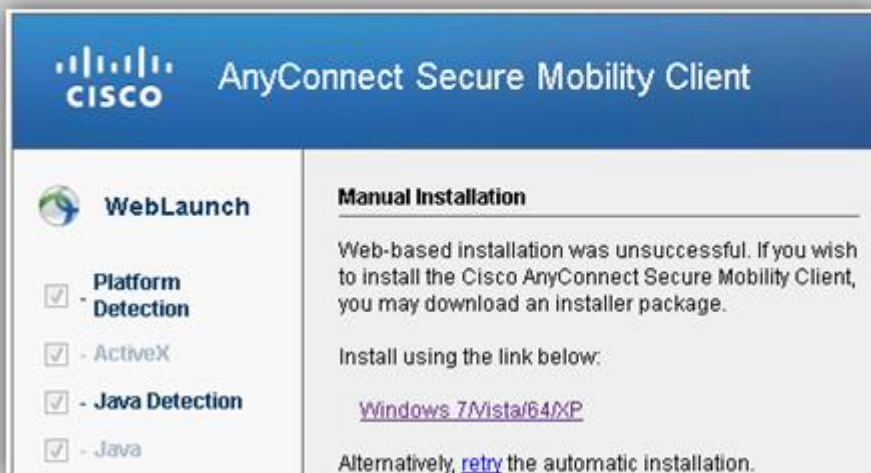 CISCO
AnyConnect Secure Mobility Client
WebLaunch
- Platform
Detection
- ActiveX
- Java Detection
- Java
Manual Installation
Web-based installation was unsuccessful. If you wish
to install the Cisco AnyConnect Secure Mobility Client,
you may download an installer package.
Install using the link below:
Windows 7/Vista/64/XP
Alternatively, retry the automatic installation.